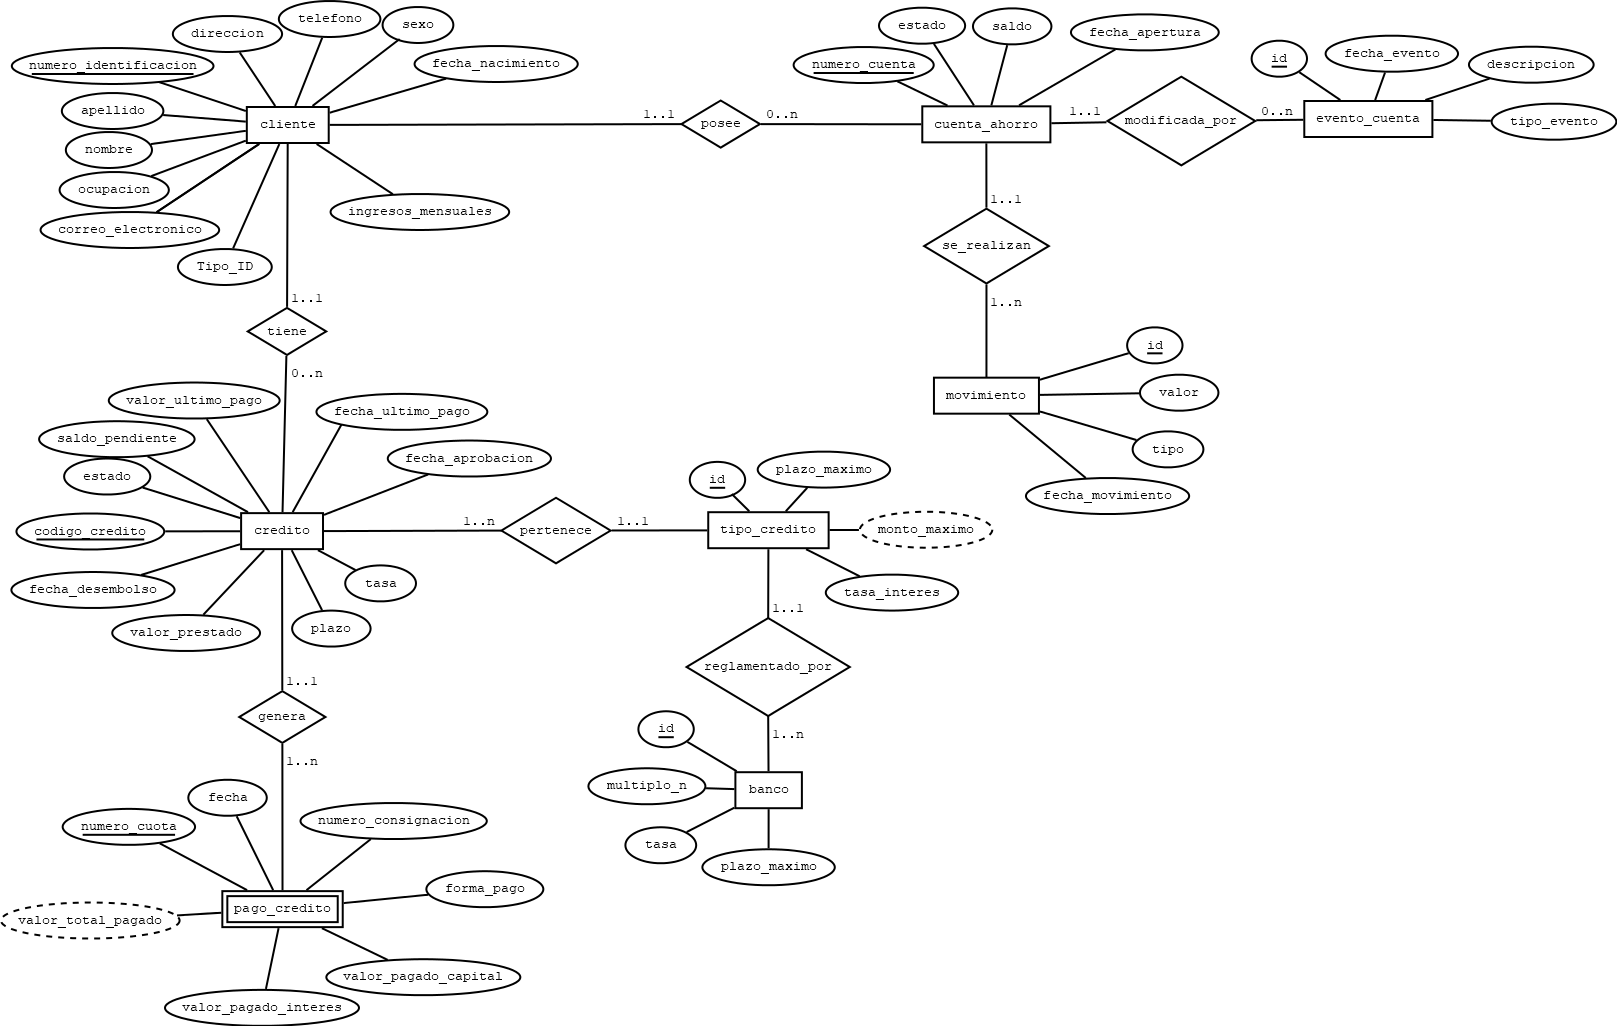 telefono
sexo
direccion
estado
saldo
fecha_apertura
numero_identificacion
fecha_nacimiento
numero_cuenta
id
fecha_evento
descripcion
apellido
cliente
1..1
posee
0..n
cuenta_ahorro
1..1
modificada_por
0..n
evento_cuenta
tipo_evento
nombre
ocupacion
correo_electronico
ingresos_mensuales
1..1
se_realizan
Tipo_ID
1..1
1..n
tiene
0..n
id
movimiento
valor
valor_ultimo_pago
fecha_ultimo_pago
saldo_pendiente
fecha_aprobacion
tipo
estado
id
plazo_maximo
fecha_movimiento
codigo_credito
credito
1..n
pertenece
1..1
tipo_credito
monto_maximo
fecha_desembolso
tasa
tasa_interes
valor_prestado
plazo
1..1
reglamentado_por
1..1
genera
id
1..n
1..n
fecha
multiplo_n
banco
numero_cuota
numero_consignacion
tasa
plazo_maximo
forma_pago
valor_total_pagado
pago_credito
valor_pagado_capital
valor_pagado_interes